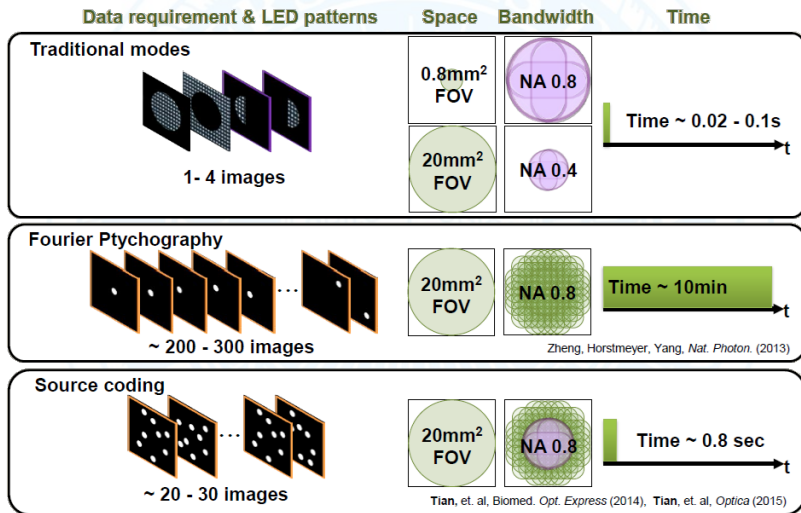 Data requirement & LED patterns Space Bandwidth Time
Traditional modes
0.8mm²
FOV
NA 0.8
Time ~ 0.02 - 0.1s
t
1- 4 images
20mm²
FOV
NA 0.4
Fourier Ptychography
20mm²
FOV
NA 0.8
Time ~ 10min
t
...
~ 200 - 300 images
Zheng, Horstmeyer, Yang, Nat. Photon. (2013)
Source coding
...
20mm²
FOV
NA 0.8
Time ~ 0.8 sec
t
~ 20 - 30 images
Tian, et. al, Biomed. Opt. Express (2014), Tian, et. al, Optica (2015)